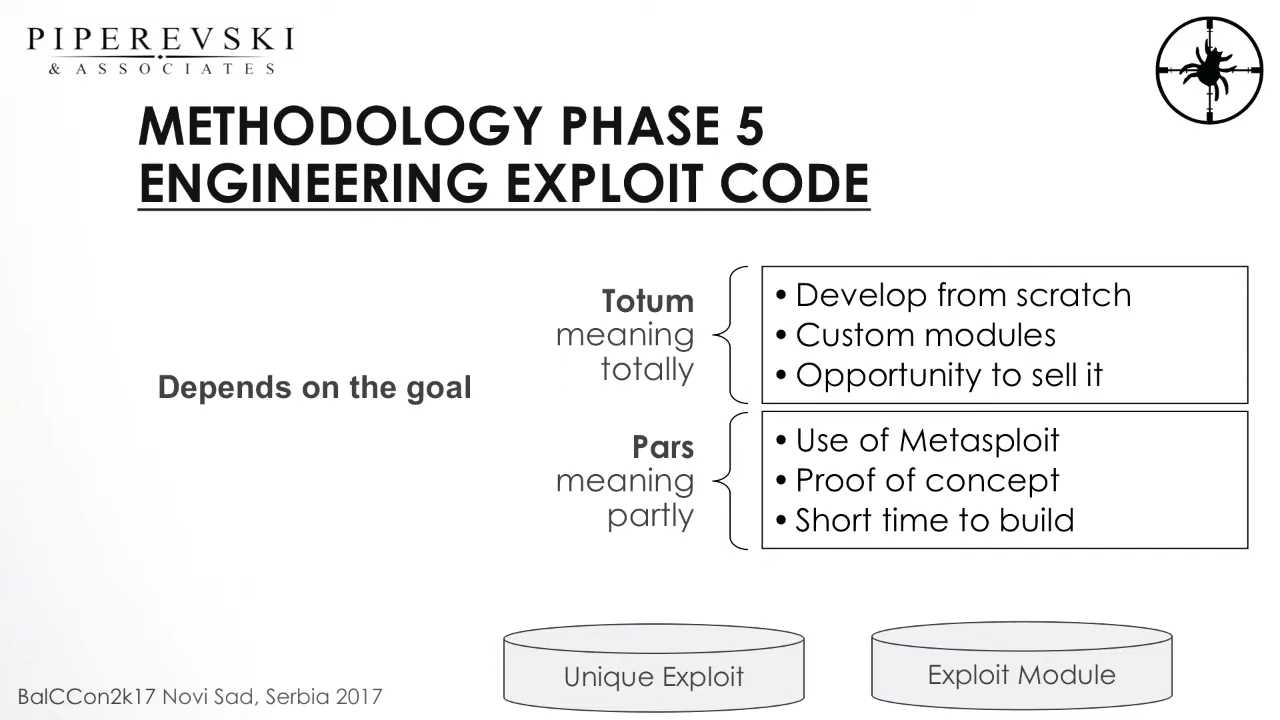 PIPEREVSKI
& ASSOCIATES
METHODOLOGY PHASE 5
ENGINEERING EXPLOIT CODE
Depends on the goal
Totum
meaning
totally
• Develop from scratch
• Custom modules
• Opportunity to sell it
Pars
meaning
partly
• Use of Metasploit
• Proof of concept
• Short time to build
Unique Exploit
Exploit Module
BalCCon2k17 Novi Sad, Serbia 2017